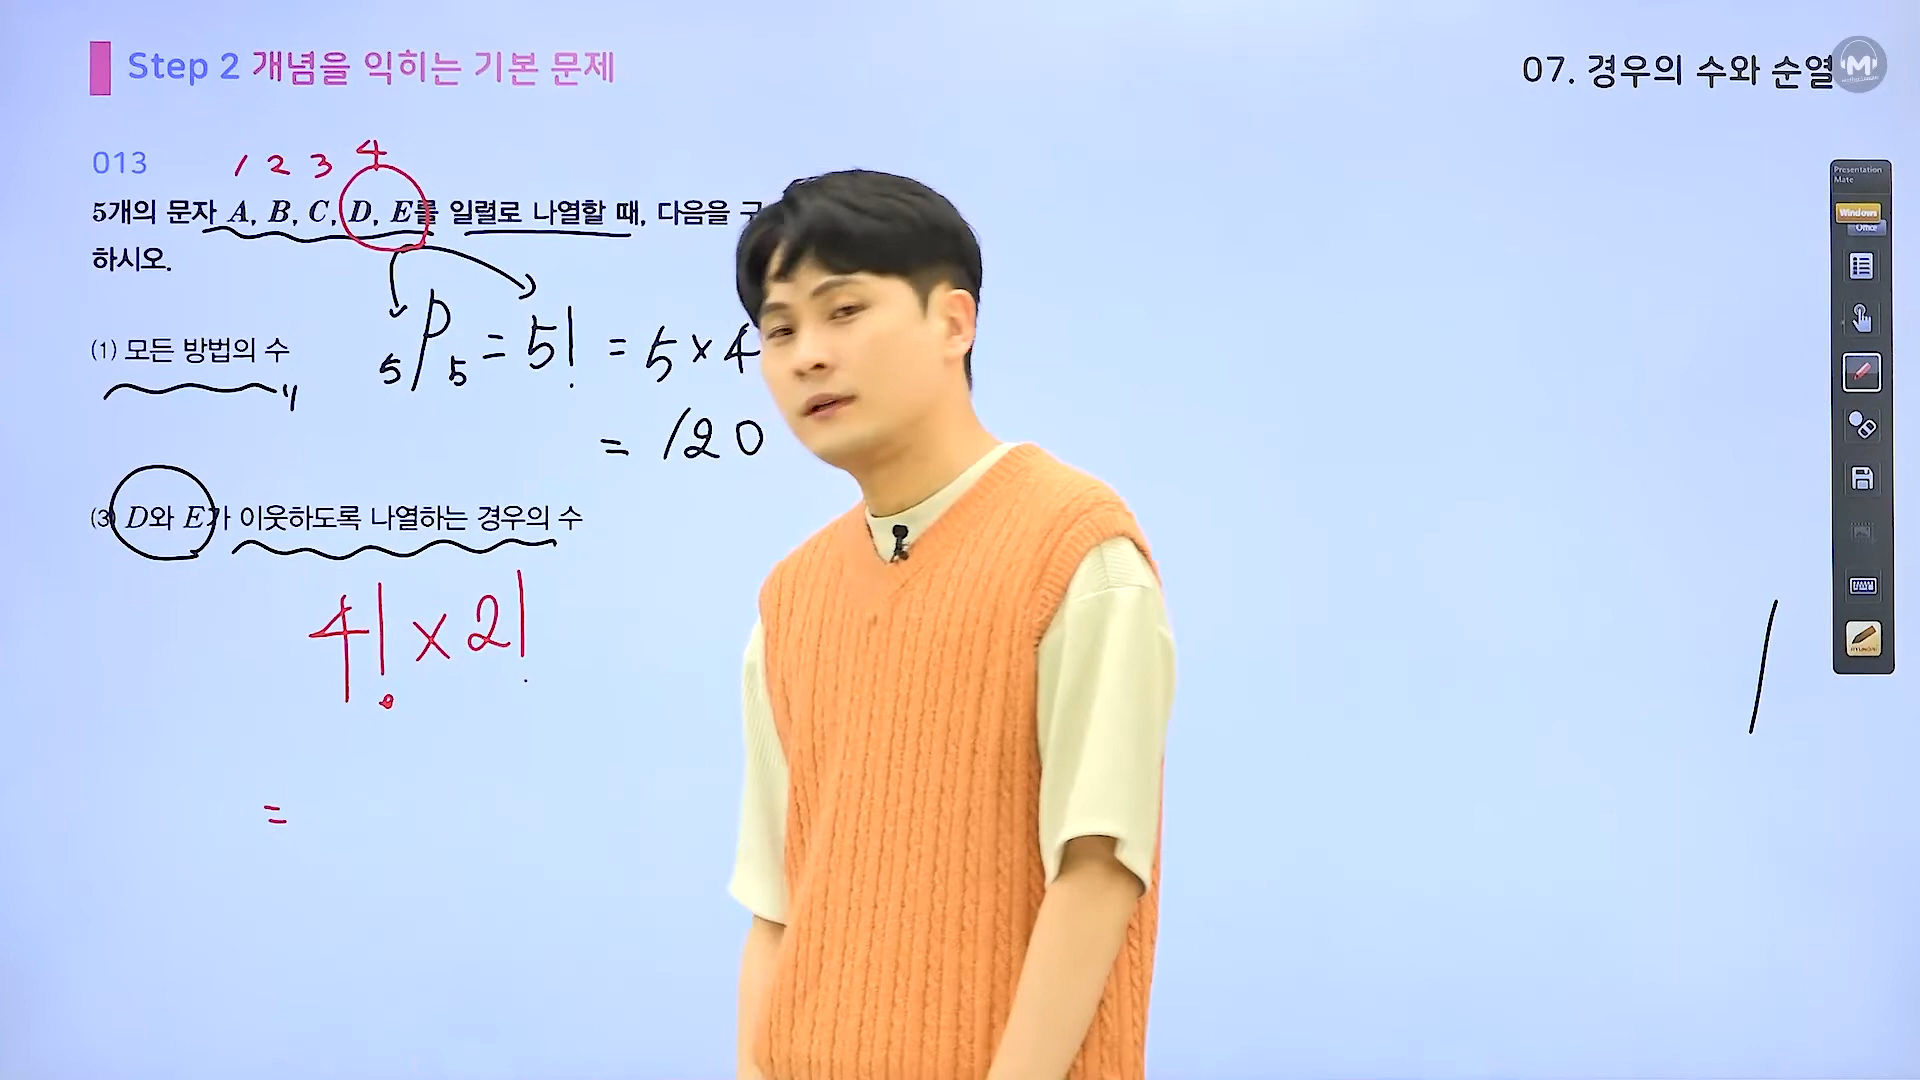 Step 2 개념을 익히는 기본 문제
07. 경우의 수와 순열
M
013
1 2 3 4
5개의 문자 A, B, C, D, E를 일렬로 나열할 때, 다음을 구
하시오.
(1) 모든 방법의 수
₅P₅ = 5! = 5 × 4
= 120
(3) D와 E가 이웃하도록 나열하는 경우의 수
4! × 2!
=
Presentation
Mate
Windows
Office